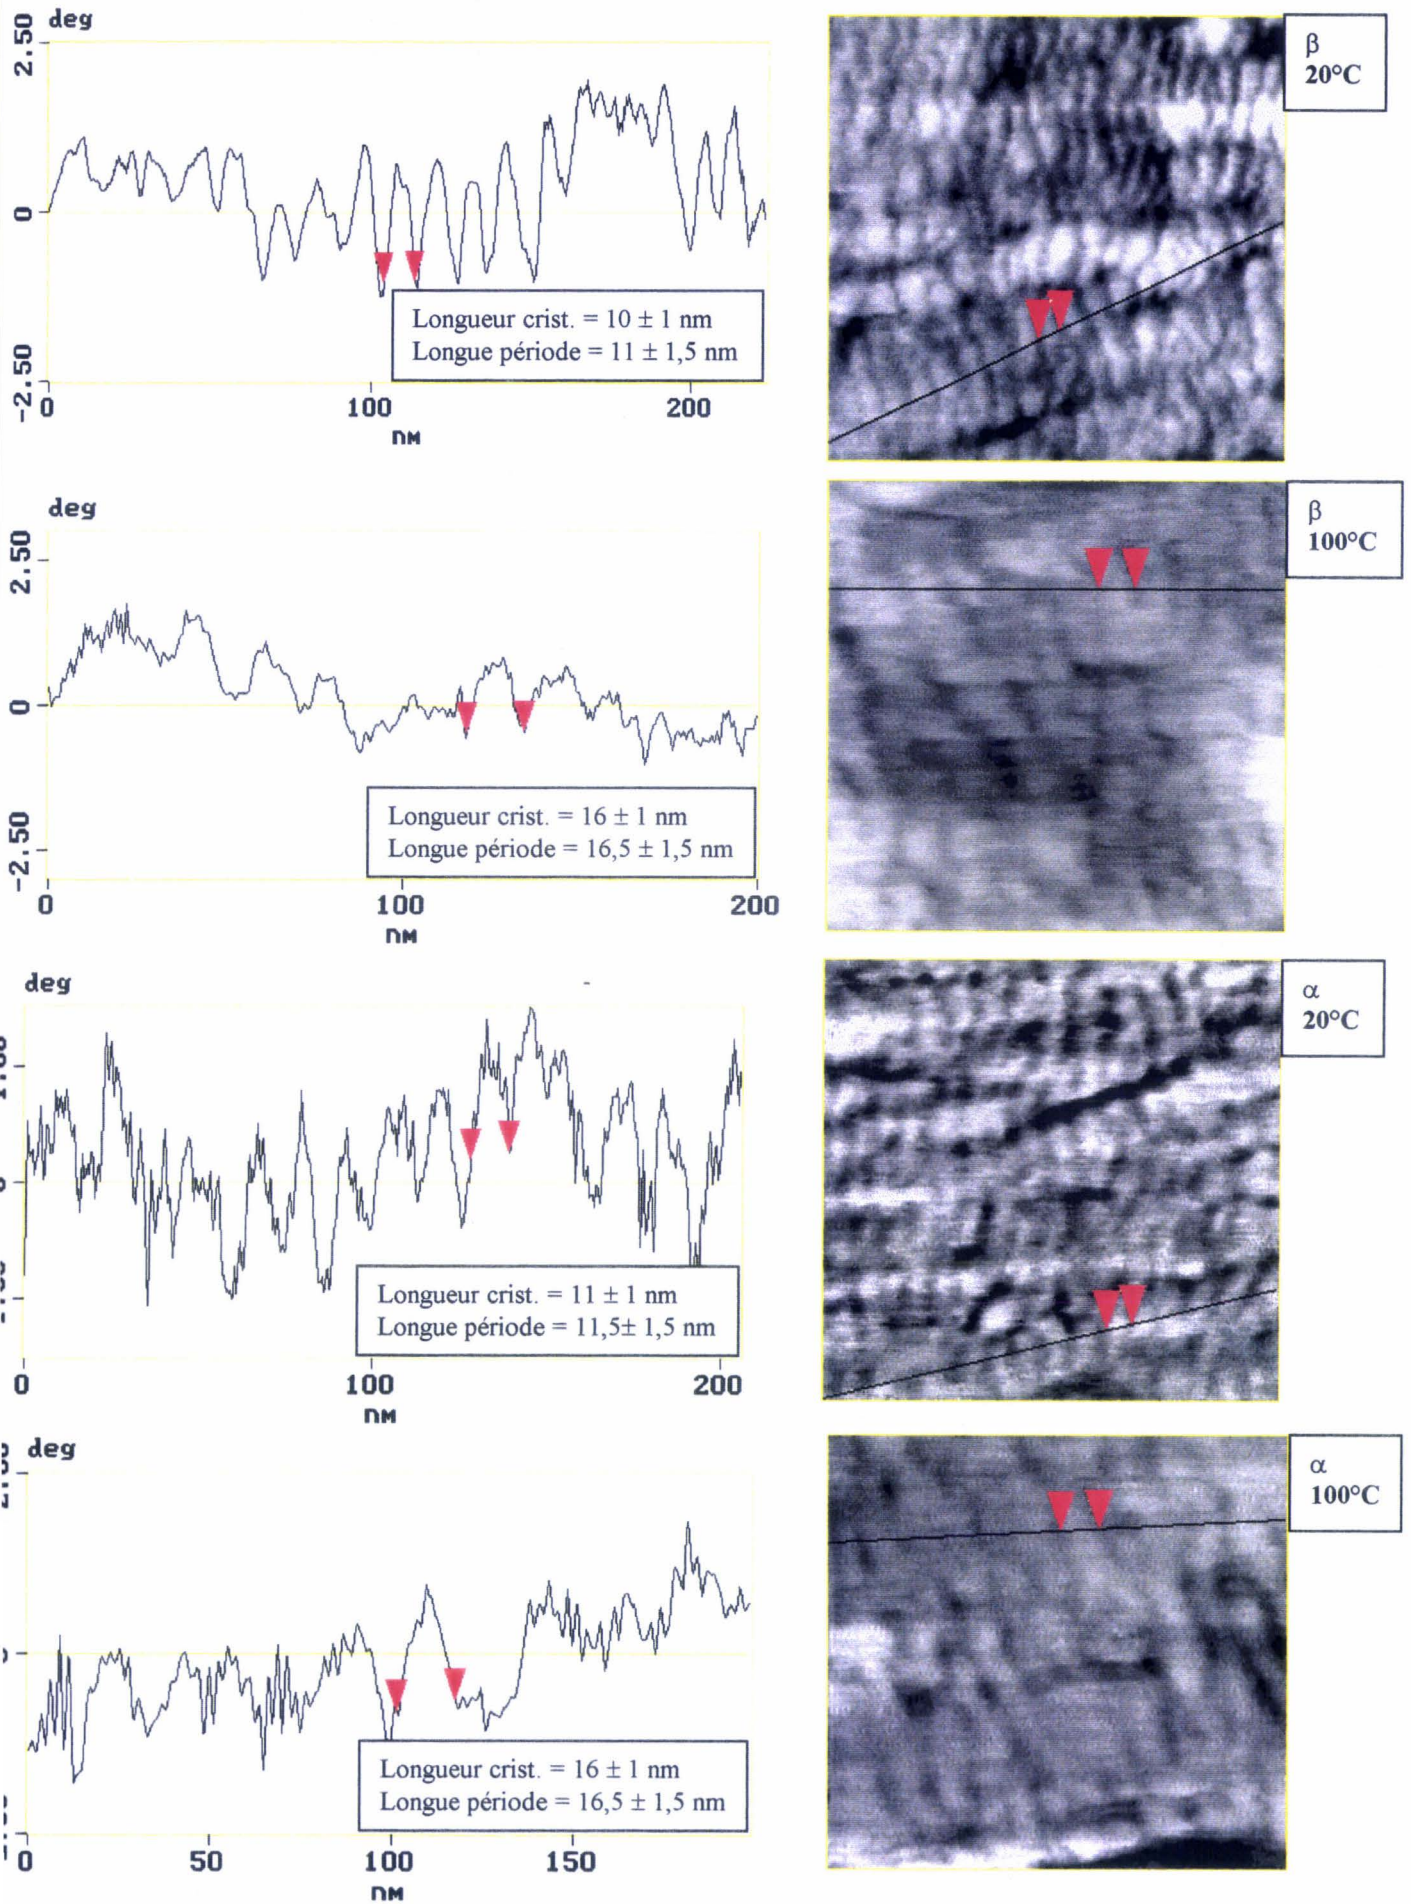 deg
2.50
0
-2.50
0 100 200
nm
Longueur crist. = 10 ± 1 nm
Longue période = 11 ± 1,5 nm
β
20°C
deg
2.50
0
-2.50
0 100 200
nm
Longueur crist. = 16 ± 1 nm
Longue période = 16,5 ± 1,5 nm
β
100°C
deg
0 100 200
nm
Longueur crist. = 11 ± 1 nm
Longue période = 11,5± 1,5 nm
α
20°C
deg
0 50 100 150
nm
Longueur crist. = 16 ± 1 nm
Longue période = 16,5 ± 1,5 nm
α
100°C